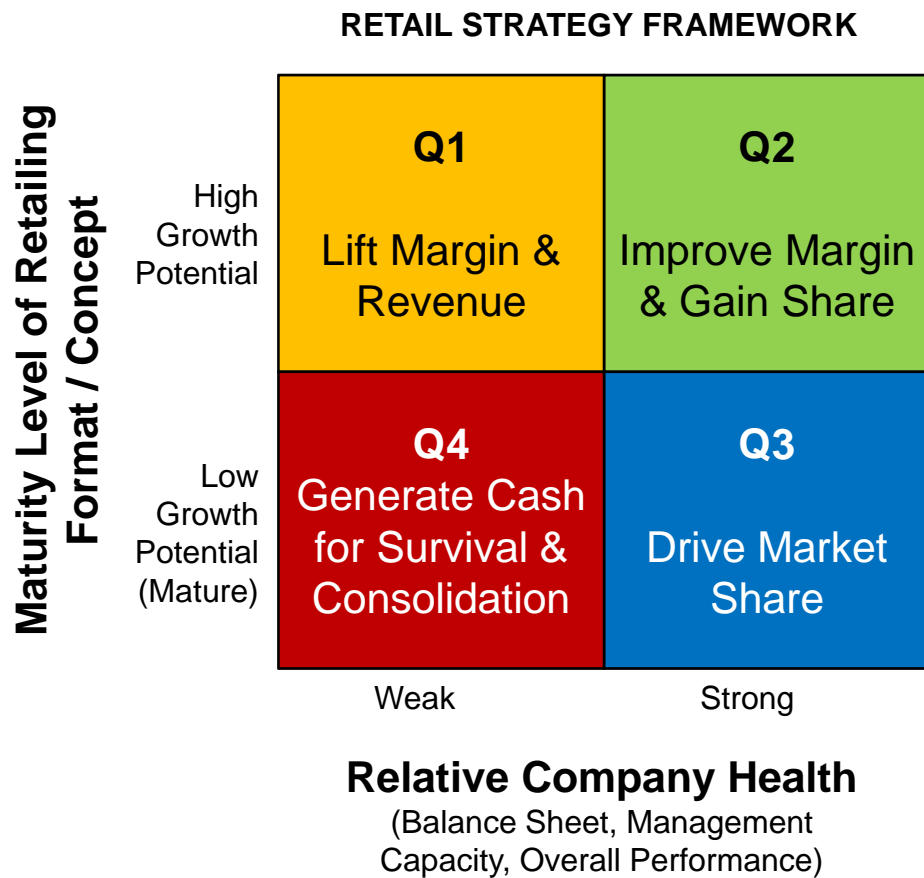 RETAIL STRATEGY FRAMEWORK
Maturity Level of Retailing
Format / Concept
High
Growth
Potential
Q1
Lift Margin &
Revenue
Q2
Improve Margin
& Gain Share
Low
Growth
Potential
(Mature)
Q4
Generate Cash
for Survival &
Consolidation
Q3
Drive Market
Share
Weak
Strong
Relative Company Health
(Balance Sheet, Management
Capacity, Overall Performance)